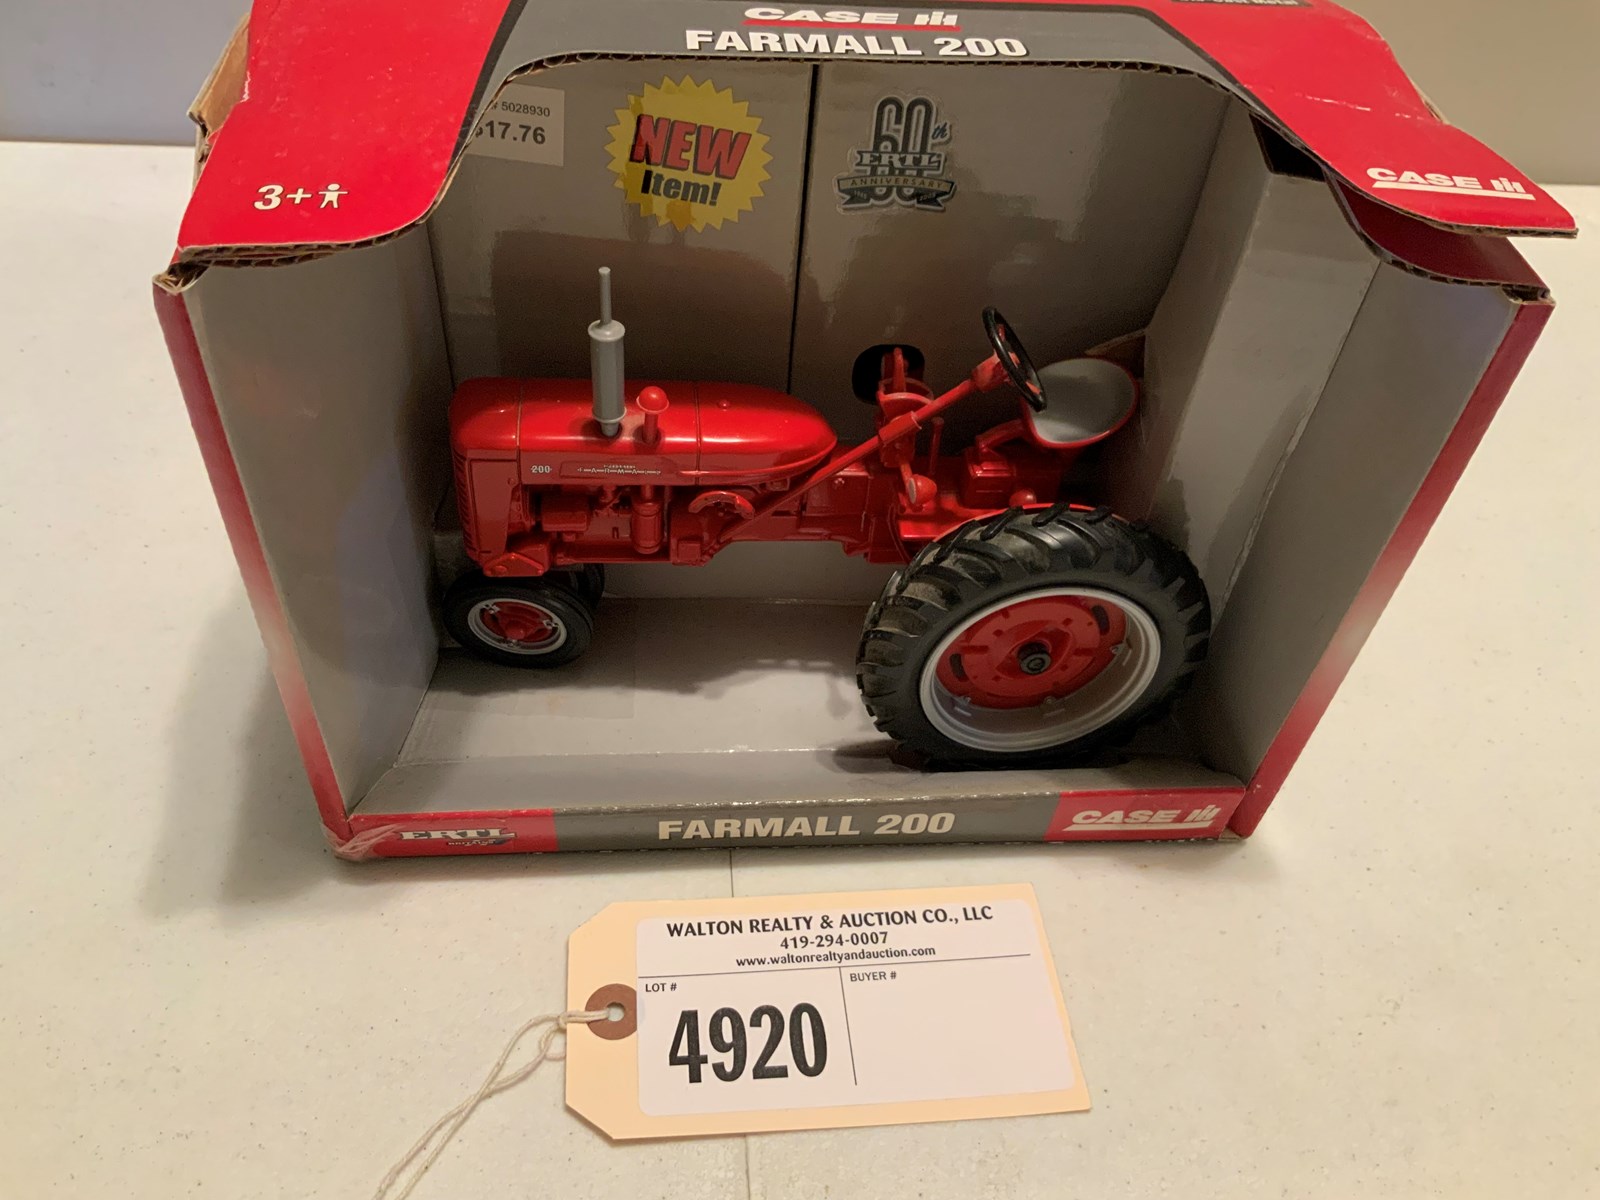 CASE IH
FARMALL 200
# 5028930
$17.76
NEW
Item!
60th
ERTL
ANNIVERSARY
3+
CASE IH
200
FARMALL
ERTL
FARMALL 200
CASE IH
WALTON REALTY & AUCTION CO., LLC
419-294-0007
www.waltonrealtyandauction.com
LOT #
BUYER #
4920